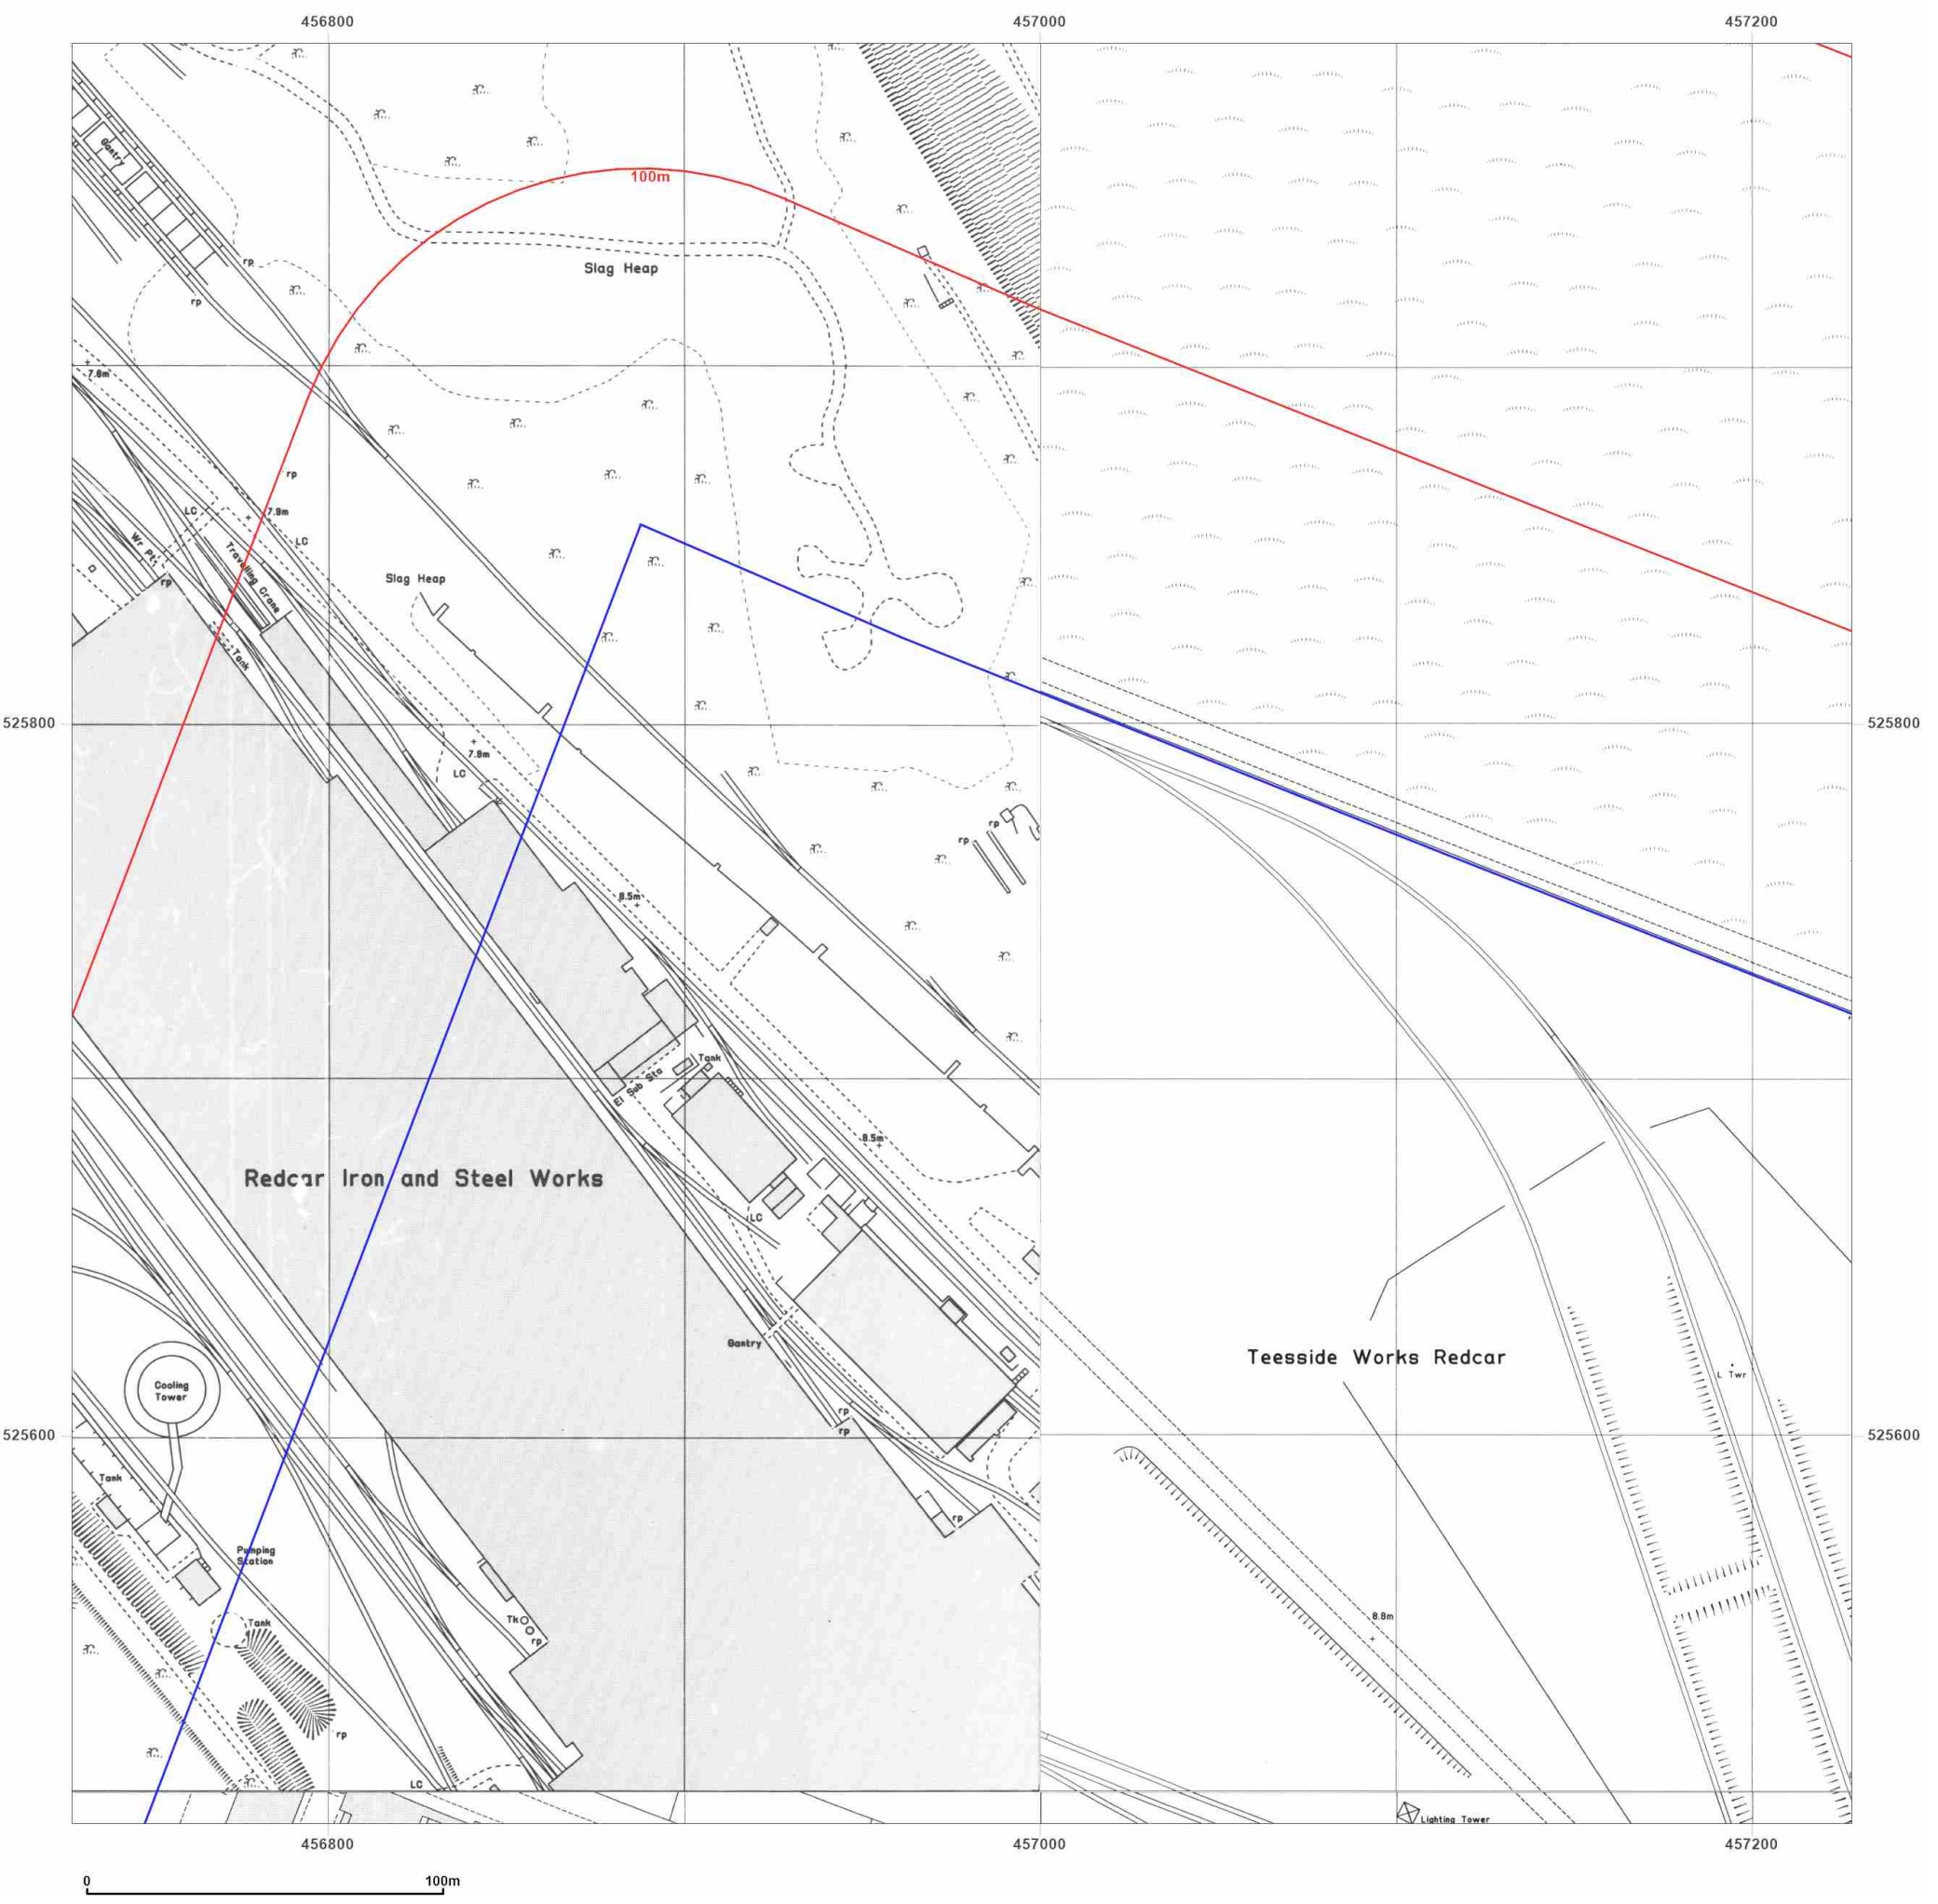 456800
457000
457200
Gantry
100m
rp
Slag Heap
rp
7.6m
rp
LC
7.9m
LC
Wr Pt
Travelling Crane
rp
Slag Heap
Tank
525800
525800
7.9m
LC
rp
rp
8.5m
Tank
El Sub Sta
8.5m
Redcar Iron and Steel Works
LC
Gantry
Teesside Works Redcar
L Twr
Cooling
Tower
rp
rp
525600
525600
Tank
rp
Pumping
Station
Tk
Tank
rp
8.8m
rp
LC
Lighting Tower
456800
457000
457200
0
100m